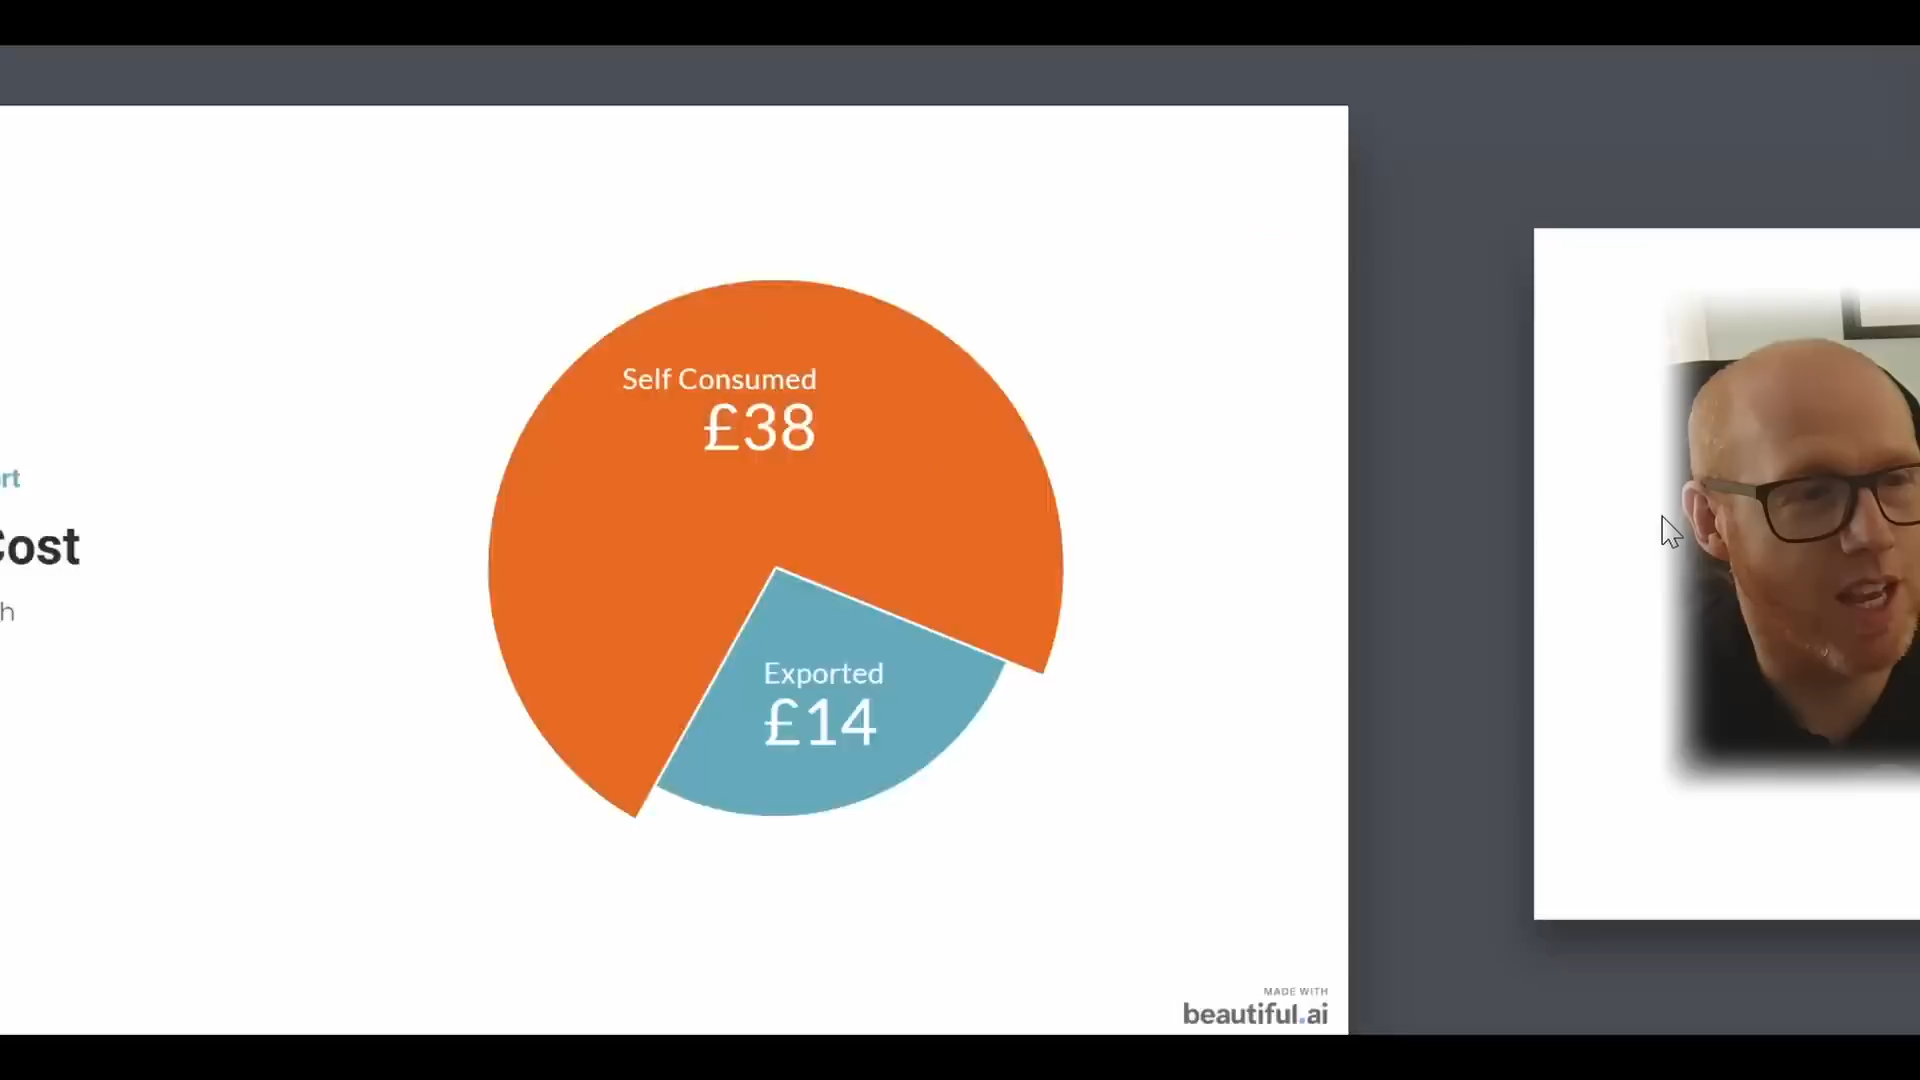 rt
Cost
h
Self Consumed
£38
Exported
£14
MADE WITH
beautiful.ai